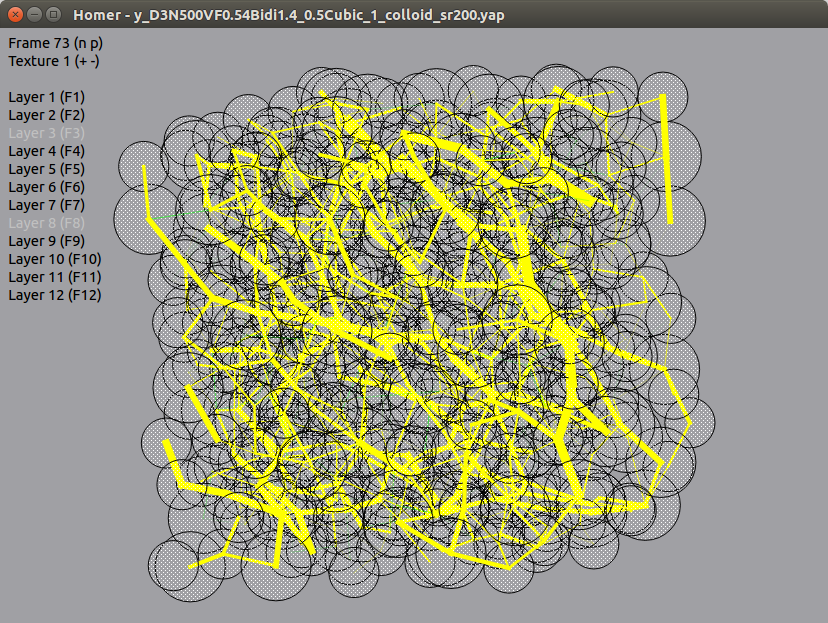 Homer - y_D3N500VF0.54Bidi1.4_0.5Cubic_1_colloid_sr200.yap
Frame 73 (n p)
Texture 1 (+ -)
Layer 1 (F1)
Layer 2 (F2)
Layer 3 (F3)
Layer 4 (F4)
Layer 5 (F5)
Layer 6 (F6)
Layer 7 (F7)
Layer 8 (F8)
Layer 9 (F9)
Layer 10 (F10)
Layer 11 (F11)
Layer 12 (F12)